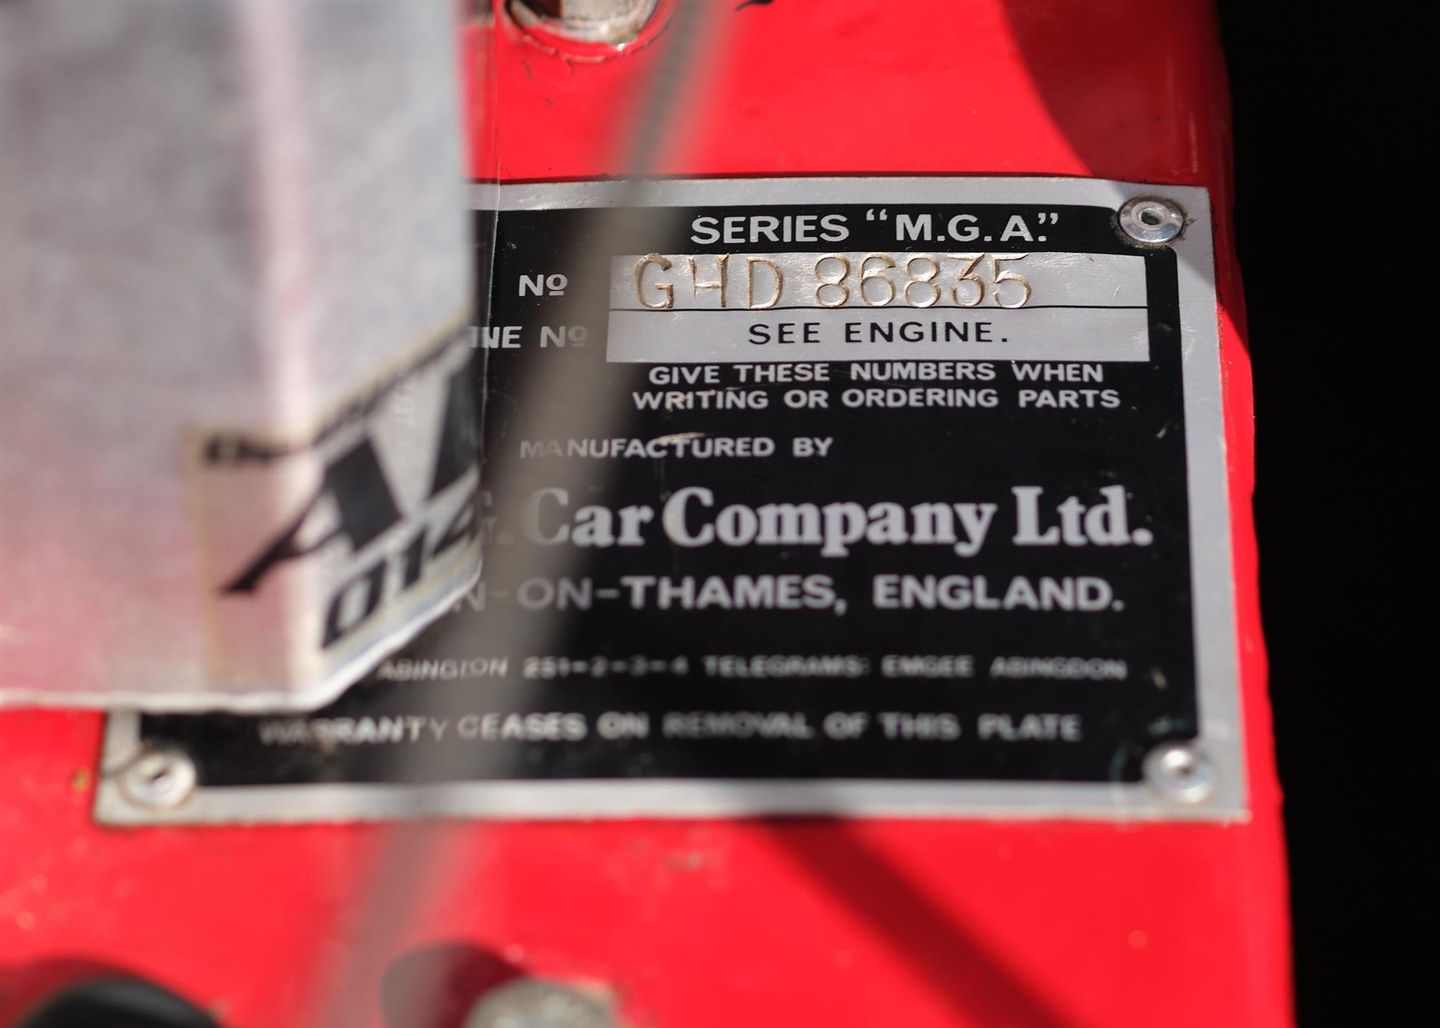 SERIES "M.G.A."
Nº GHD 86835
Nº SEE ENGINE.
GIVE THESE NUMBERS WHEN
WRITING OR ORDERING PARTS
MANUFACTURED BY
Car Company Ltd.
-ON-THAMES, ENGLAND.
ABINGDON 251-2-3-4 TELEGRAMS: EMGEE ABINGDON
WARRANTY CEASES ON REMOVAL OF THIS PLATE
014